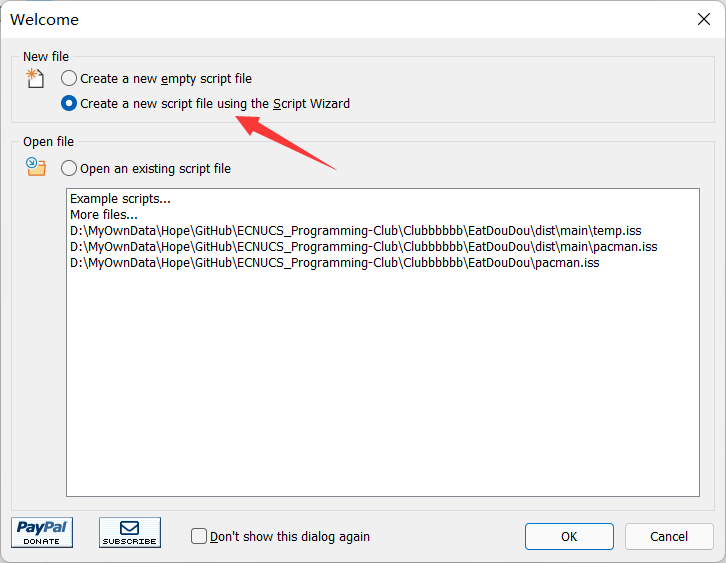 Welcome
New file
Create a new empty script file
Create a new script file using the Script Wizard
Open file
Open an existing script file
Example scripts...
More files...
D:\MyOwnData\Hope\GitHub\ECNUCS_Programming-Club\Clubbbbbb\EatDouDou\dist\main\temp.iss
D:\MyOwnData\Hope\GitHub\ECNUCS_Programming-Club\Clubbbbbb\EatDouDou\dist\main\pacman.iss
D:\MyOwnData\Hope\GitHub\ECNUCS_Programming-Club\Clubbbbbb\EatDouDou\pacman.iss
PayPal
DONATE
SUBSCRIBE
Don't show this dialog again
OK
Cancel